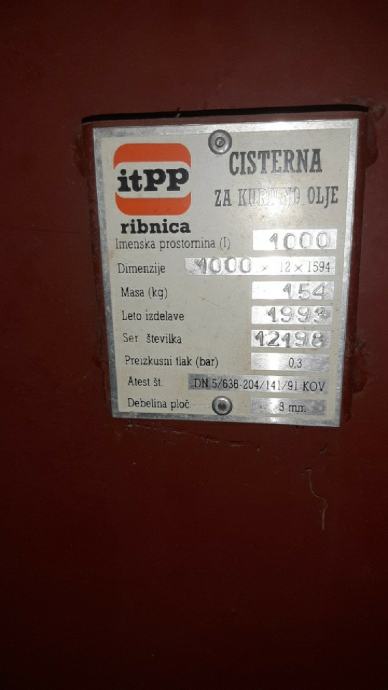 itPP
ribnica
CISTERNA
ZA KURILNO OLJE
Imenska prostornina (l) 1000
Dimenzije 1000 × 12 × 1594
Masa (kg) 154
Leto izdelave 1993
Ser. številka 12198
Preizkusni tlak (bar) 0,3
Atest št. DN 5/636-204/141/91 KOV
Debelina ploč. 3 mm